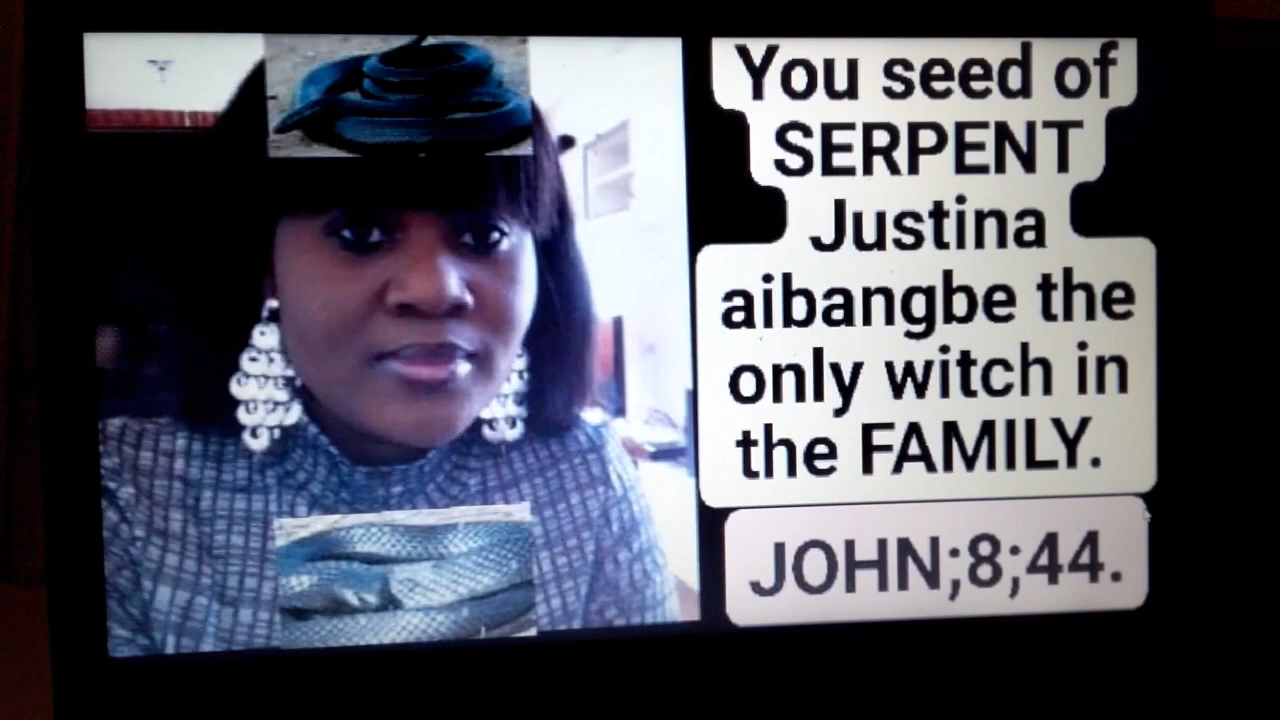 You seed of
SERPENT
Justina
aibangbe the
only witch in
the FAMILY.
JOHN;8;44.